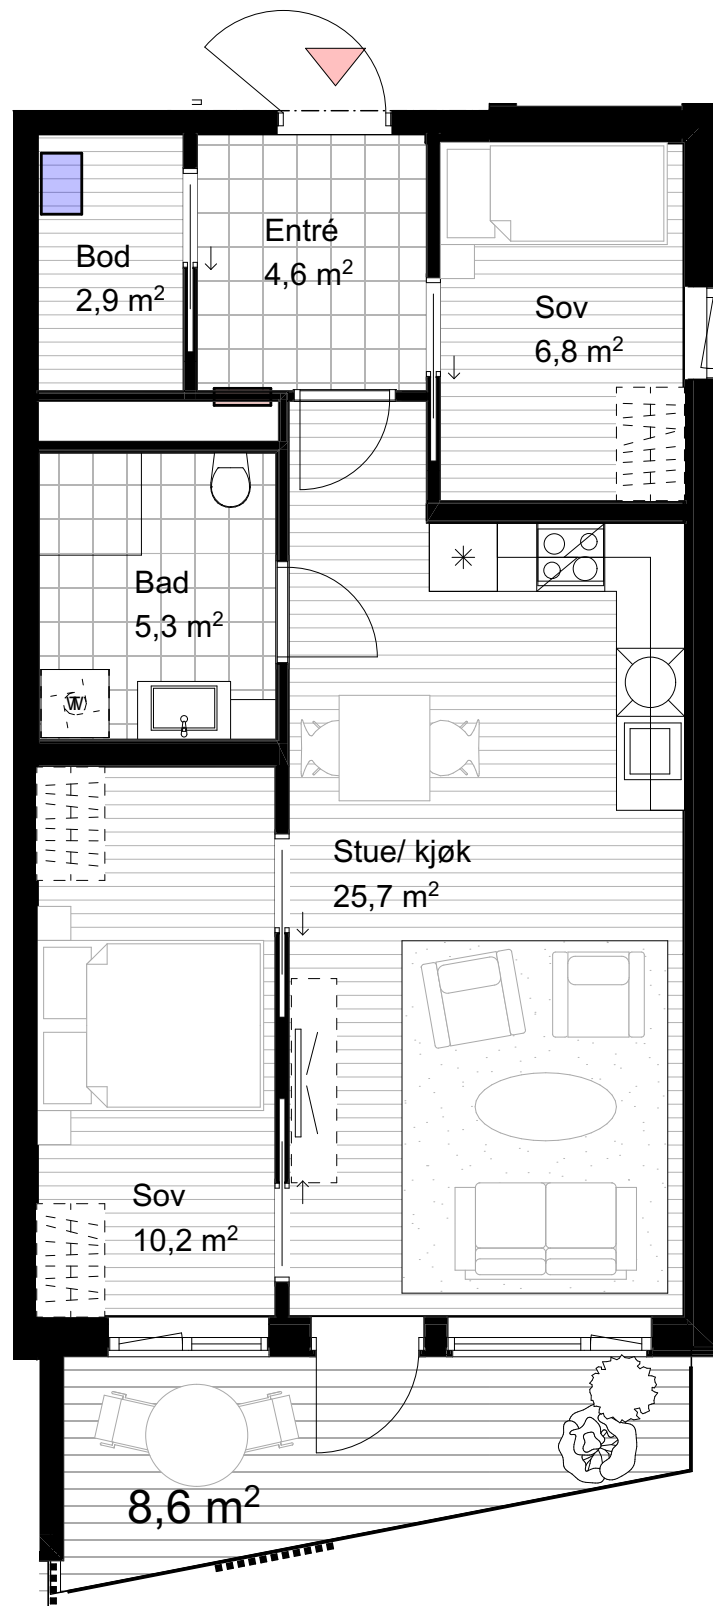 Entré
4,6 m²
Bod
2,9 m²
Sov
6,8 m²
Bad
5,3 m²
Stue/ kjøk
25,7 m²
Sov
10,2 m²
8,6 m²